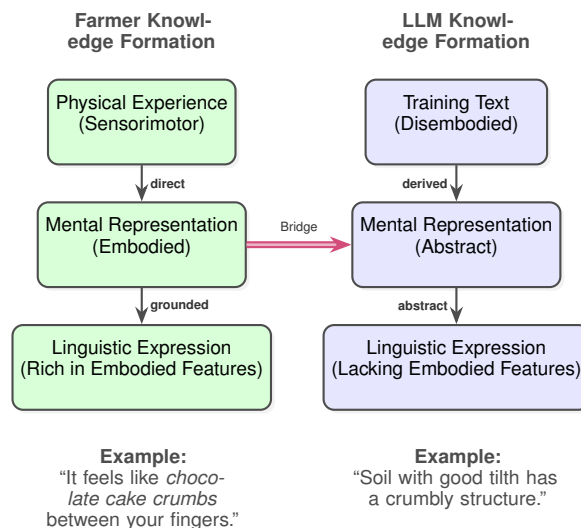 Farmer Knowl-
edge Formation
Physical Experience
(Sensorimotor)
direct
Mental Representation
(Embodied)
grounded
Linguistic Expression
(Rich in Embodied Features)
Example:
“It feels like choco-
late cake crumbs
between your fingers.”
Bridge
LLM Knowl-
edge Formation
Training Text
(Disembodied)
derived
Mental Representation
(Abstract)
abstract
Linguistic Expression
(Lacking Embodied Features)
Example:
“Soil with good tilth has
a crumbly structure.”